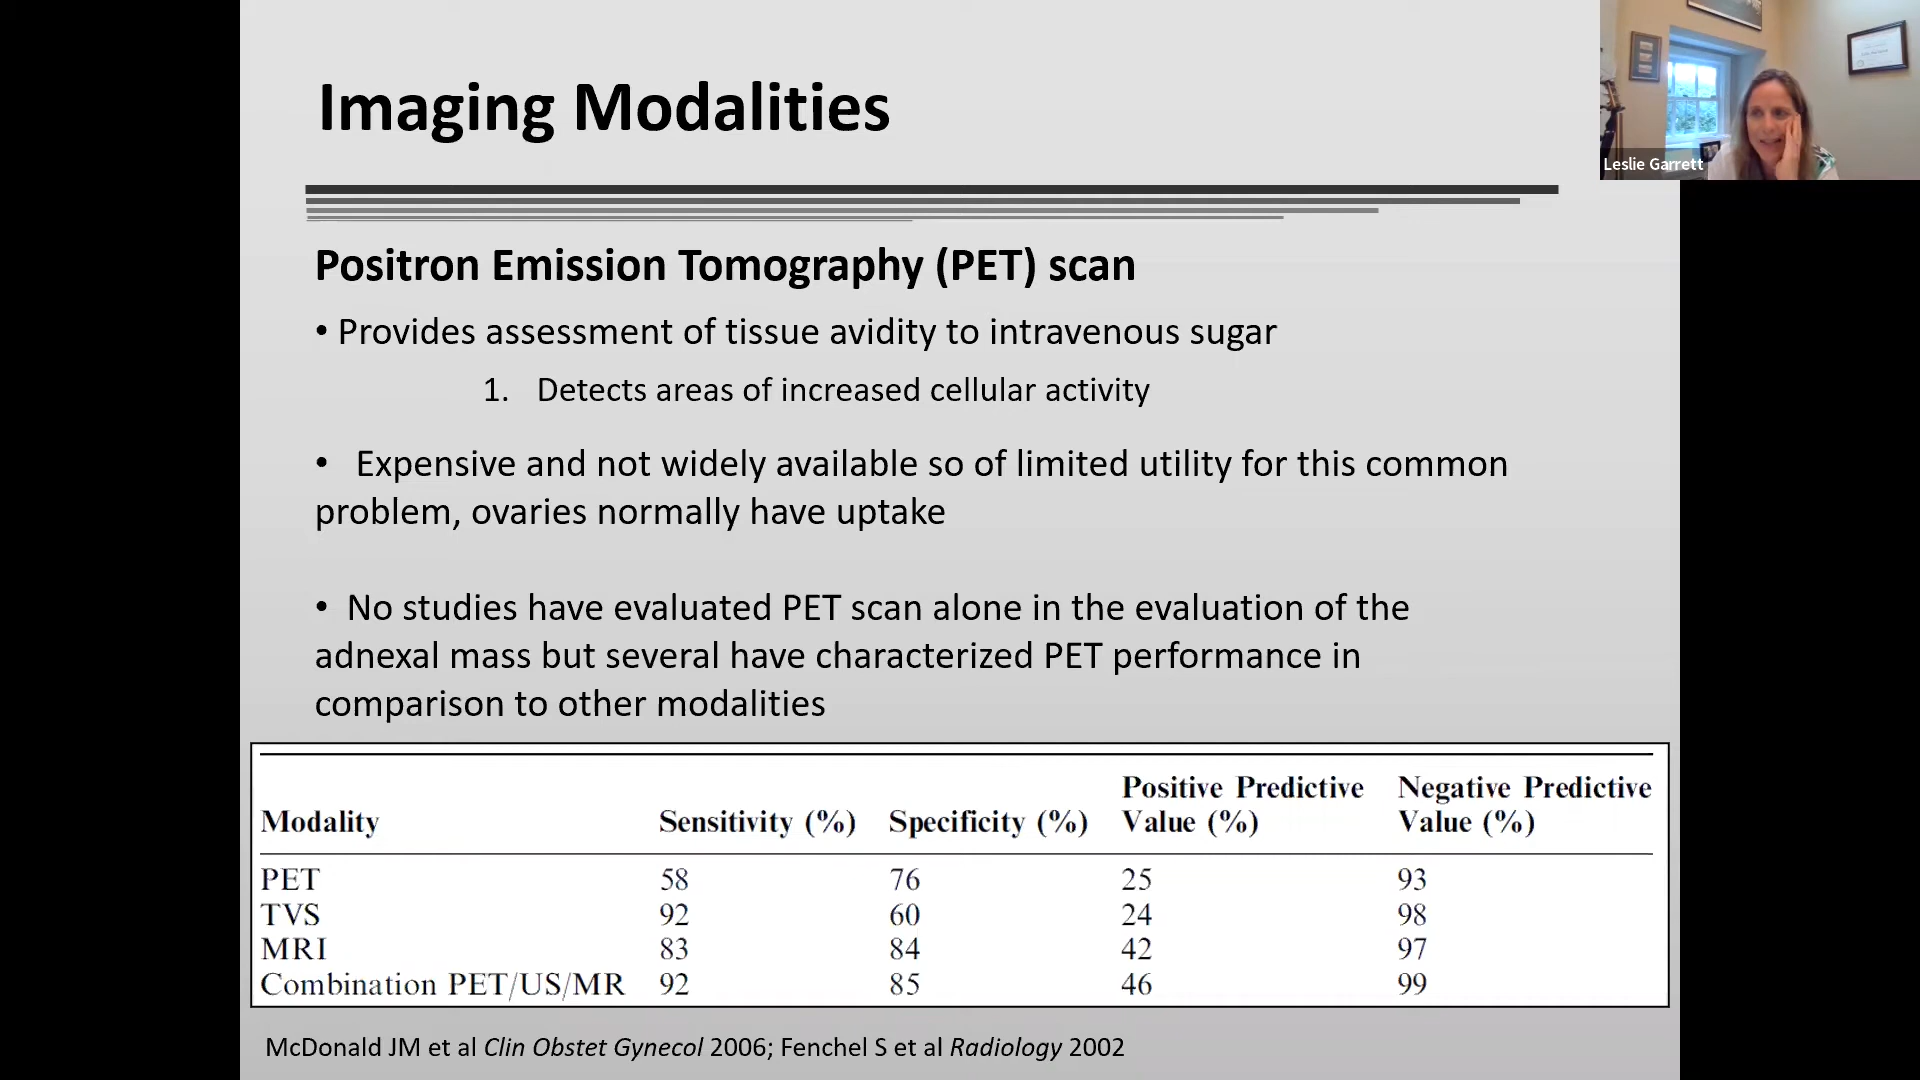 Imaging Modalities
Leslie Garrett
Positron Emission Tomography (PET) scan
• Provides assessment of tissue avidity to intravenous sugar
1. Detects areas of increased cellular activity
• Expensive and not widely available so of limited utility for this common
problem, ovaries normally have uptake
• No studies have evaluated PET scan alone in the evaluation of the
adnexal mass but several have characterized PET performance in
comparison to other modalities
Modality Sensitivity (%) Specificity (%) Positive Predictive Value (%) Negative Predictive Value (%)
PET 58 76 25 93
TVS 92 60 24 98
MRI 83 84 42 97
Combination PET/US/MR 92 85 46 99
McDonald JM et al Clin Obstet Gynecol 2006; Fenchel S et al Radiology 2002